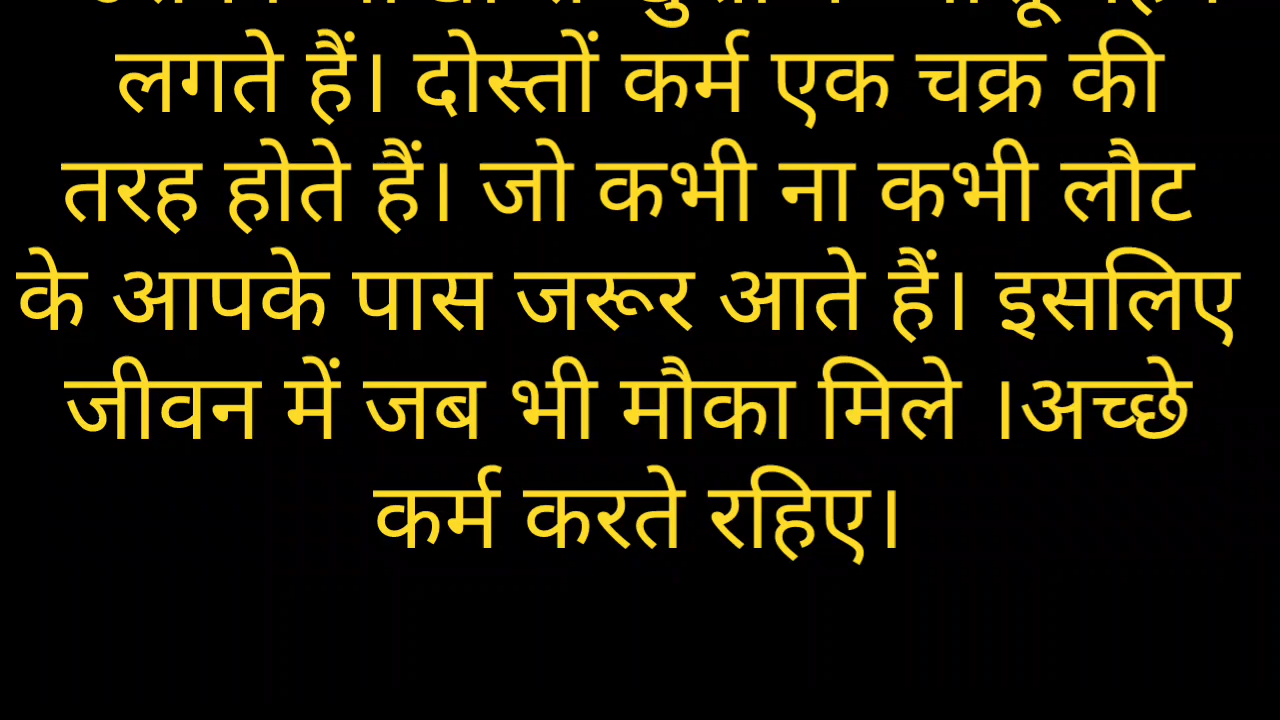 लगते हैं। दोस्तों कर्म एक चक्र की
तरह होते हैं। जो कभी ना कभी लौट
के आपके पास जरूर आते हैं। इसलिए
जीवन में जब भी मौका मिले ।अच्छे
कर्म करते रहिए।